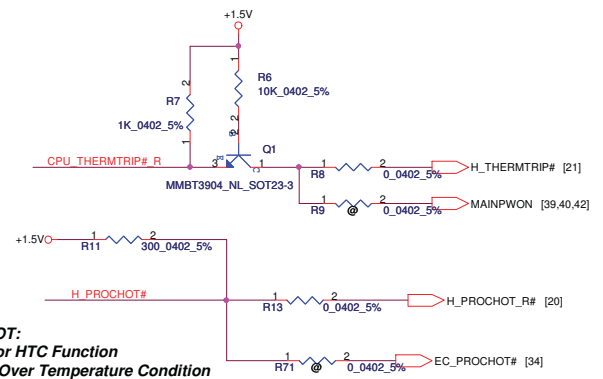 +1.5V
1
2
R6
10K_0402_5%
R7
1K_0402_5%
1
2
2
B
Q1
CPU_THERMTRIP#_R
3
E
1
C
MMBT3904_NL_SOT23-3
1
2
R8
0_0402_5%
H_THERMTRIP# [21]
1
2
R9
@
0_0402_5%
MAINPWON [39,40,42]
+1.5V
1
2
R11
300_0402_5%
H_PROCHOT#
1
2
R13
0_0402_5%
H_PROCHOT_R# [20]
OT:
or HTC Function
Over Temperature Condition
1
2
R71
@
0_0402_5%
EC_PROCHOT# [34]